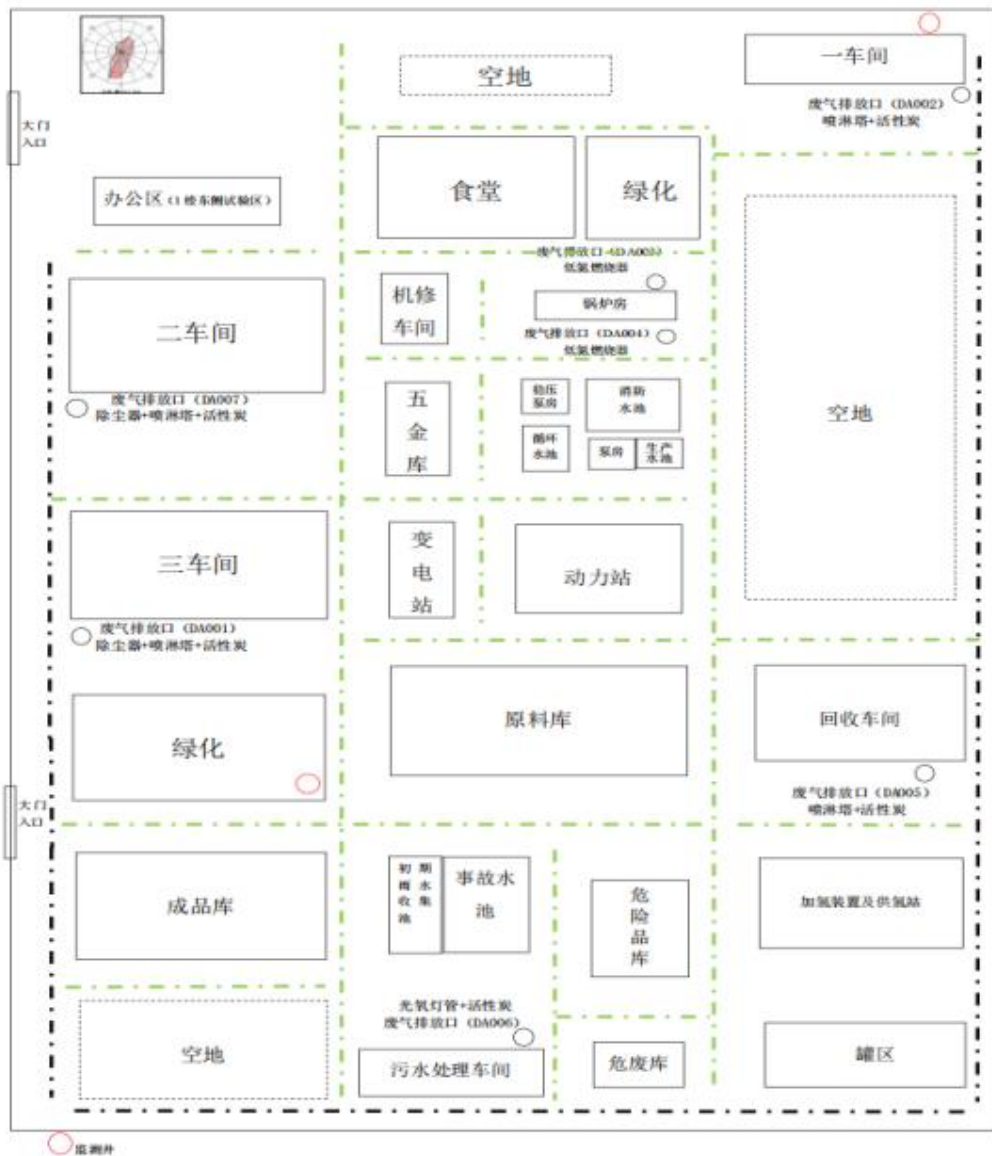 空地
一车间
大门
入口
废气排放口（DA002）
喷淋塔+活性炭
办公区
食堂
绿化
废气排放口（DA003）
低氮燃烧器
机修
车间
锅炉房
废气排放口（DA004）
低氮燃烧器
二车间
废气排放口（DA007）
除尘器+喷淋塔+活性炭
五
金
库
稳压
泵房
消防
水池
循环
水池
泵房
生产
水池
空地
三车间
废气排放口（DA001）
除尘器+喷淋塔+活性炭
变
电
站
动力站
绿化
原料库
回收车间
废气排放口（DA005）
喷淋塔+活性炭
大门
入口
成品库
初期
雨水
收集
池
事故水
池
危
险
品
库
加氢装置及供氢站
空地
光氧灯管+活性炭
废气排放口（DA006）
污水处理车间
危废库
罐区
监测井